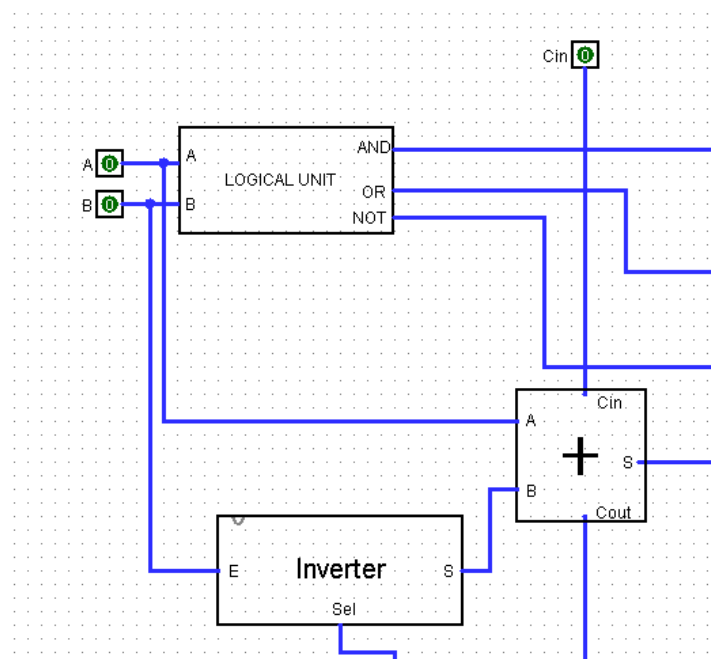 Cin 0
A 0
B 0
A
B
LOGICAL UNIT
AND
OR
NOT
Cin
A
+
S
B
Cout
E
Inverter
S
Sel